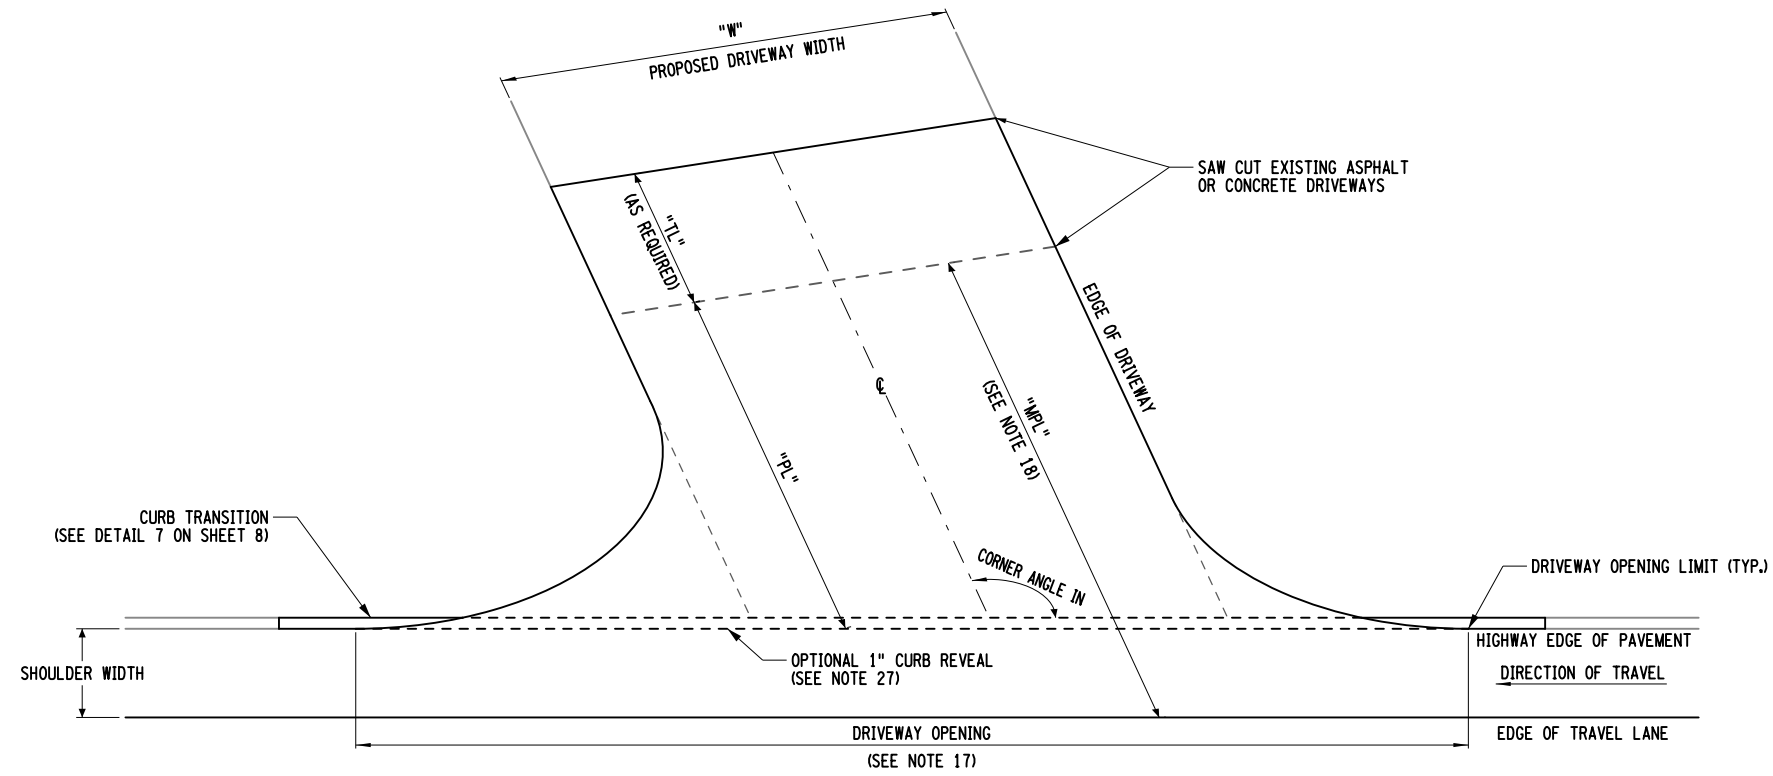 "W"
PROPOSED DRIVEWAY WIDTH
SAW CUT EXISTING ASPHALT
OR CONCRETE DRIVEWAYS
"TL"
(AS REQUIRED)
EDGE OF DRIVEWAY
℄
"MPL"
(SEE NOTE 18)
"PL"
CURB TRANSITION
(SEE DETAIL 7 ON SHEET 8)
CORNER ANGLE IN
DRIVEWAY OPENING LIMIT (TYP.)
HIGHWAY EDGE OF PAVEMENT
OPTIONAL 1" CURB REVEAL
(SEE NOTE 27)
SHOULDER WIDTH
DIRECTION OF TRAVEL
DRIVEWAY OPENING
(SEE NOTE 17)
EDGE OF TRAVEL LANE